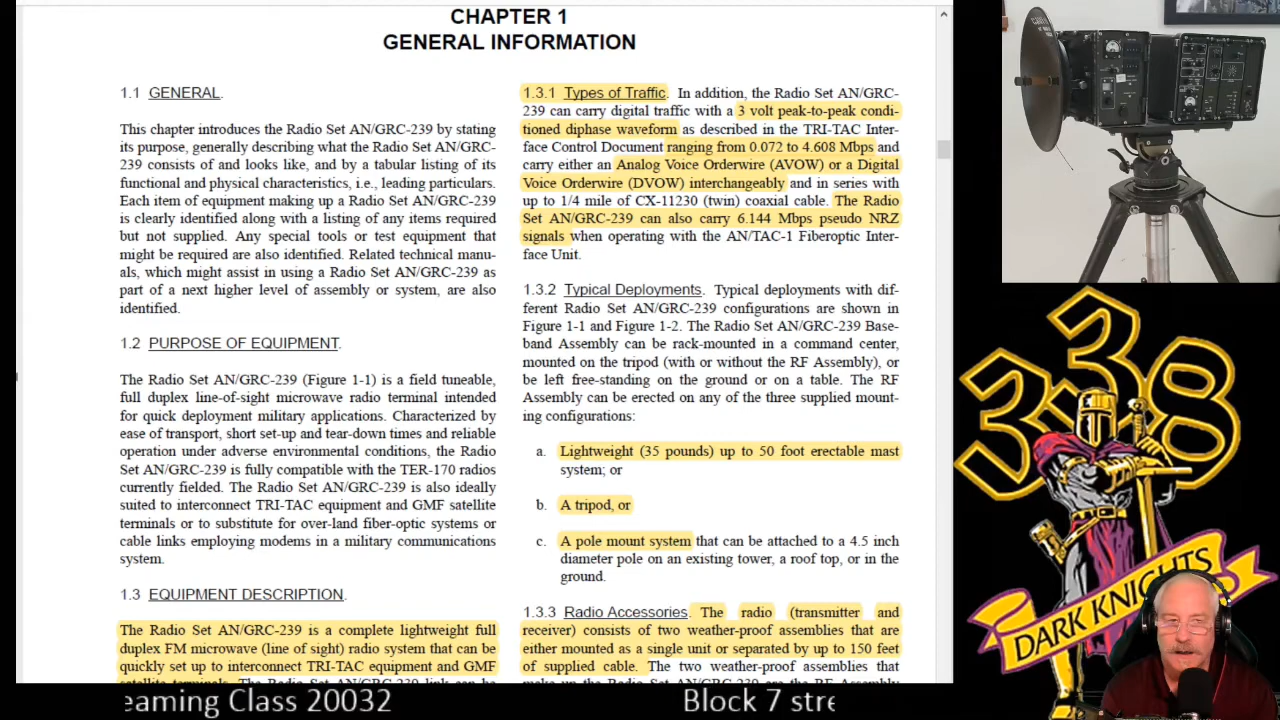 CHAPTER 1
GENERAL INFORMATION
1.1 GENERAL.
This chapter introduces the Radio Set AN/GRC-239 by stating
its purpose, generally describing what the Radio Set AN/GRC-
239 consists of and looks like, and by a tabular listing of its
functional and physical characteristics, i.e., leading particulars.
Each item of equipment making up a Radio Set AN/GRC-239
is clearly identified along with a listing of any items required
but not supplied. Any special tools or test equipment that
might be required are also identified. Related technical manu-
als, which might assist in using a Radio Set AN/GRC-239 as
part of a next higher level of assembly or system, are also
identified.
1.2 PURPOSE OF EQUIPMENT.
The Radio Set AN/GRC-239 (Figure 1-1) is a field tuneable,
full duplex line-of-sight microwave radio terminal intended
for quick deployment military applications. Characterized by
ease of transport, short set-up and tear-down times and reliable
operation under adverse environmental conditions, the Radio
Set AN/GRC-239 is fully compatible with the TER-170 radios
currently fielded. The Radio Set AN/GRC-239 is also ideally
suited to interconnect TRI-TAC equipment and GMF satellite
terminals or to substitute for over-land fiber-optic systems or
cable links employing modems in a military communications
system.
1.3 EQUIPMENT DESCRIPTION.
The Radio Set AN/GRC-239 is a complete lightweight full
duplex FM microwave (line of sight) radio system that can be
quickly set up to interconnect TRI-TAC equipment and GMF
satellite terminals. The Radio Set AN/GRC-239 link can be
1.3.1 Types of Traffic. In addition, the Radio Set AN/GRC-
239 can carry digital traffic with a 3 volt peak-to-peak condi-
tioned diphase waveform as described in the TRI-TAC Inter-
face Control Document ranging from 0.072 to 4.608 Mbps and
carry either an Analog Voice Orderwire (AVOW) or a Digital
Voice Orderwire (DVOW) interchangeably and in series with
up to 1/4 mile of CX-11230 (twin) coaxial cable. The Radio
Set AN/GRC-239 can also carry 6.144 Mbps pseudo NRZ
signals when operating with the AN/TAC-1 Fiberoptic Inter-
face Unit.
1.3.2 Typical Deployments. Typical deployments with dif-
ferent Radio Set AN/GRC-239 configurations are shown in
Figure 1-1 and Figure 1-2. The Radio Set AN/GRC-239 Base-
band Assembly can be rack-mounted in a command center,
mounted on the tripod (with or without the RF Assembly), or
be left free-standing on the ground or on a table. The RF
Assembly can be erected on any of the three supplied mount-
ing configurations:
a. Lightweight (35 pounds) up to 50 foot erectable mast
system; or
b. A tripod, or
c. A pole mount system that can be attached to a 4.5 inch
diameter pole on an existing tower, a roof top, or in the
ground.
1.3.3 Radio Accessories. The radio (transmitter and
receiver) consists of two weather-proof assemblies that are
either mounted as a single unit or separated by up to 150 feet
of supplied cable. The two weather-proof assemblies that
make up the Radio Set AN/GRC-239 are the RF Assembly
338
DARK KNIGHTS
eaming Class 20032 Block 7 stre